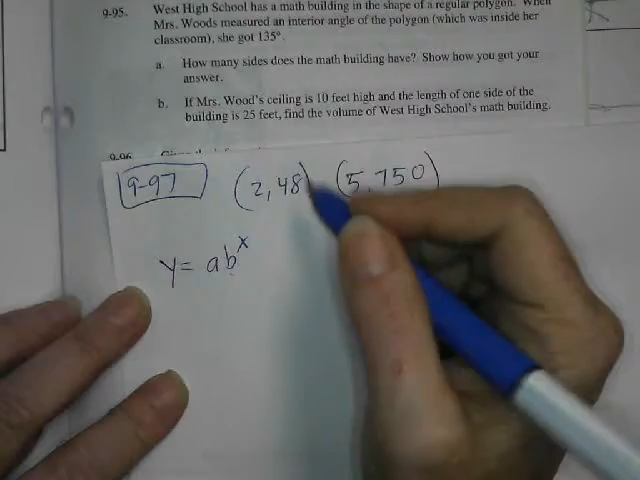 9-95. West High School has a math building in the shape of a regular polygon. When
Mrs. Woods measured an interior angle of the polygon (which was inside her
classroom), she got 135°.
a. How many sides does the math building have? Show how you got your
answer.
b. If Mrs. Wood's ceiling is 10 feet high and the length of one side of the
building is 25 feet, find the volume of West High School's math building.
9-96
9-97 (2, 48) (5, 750)
y = ab^x